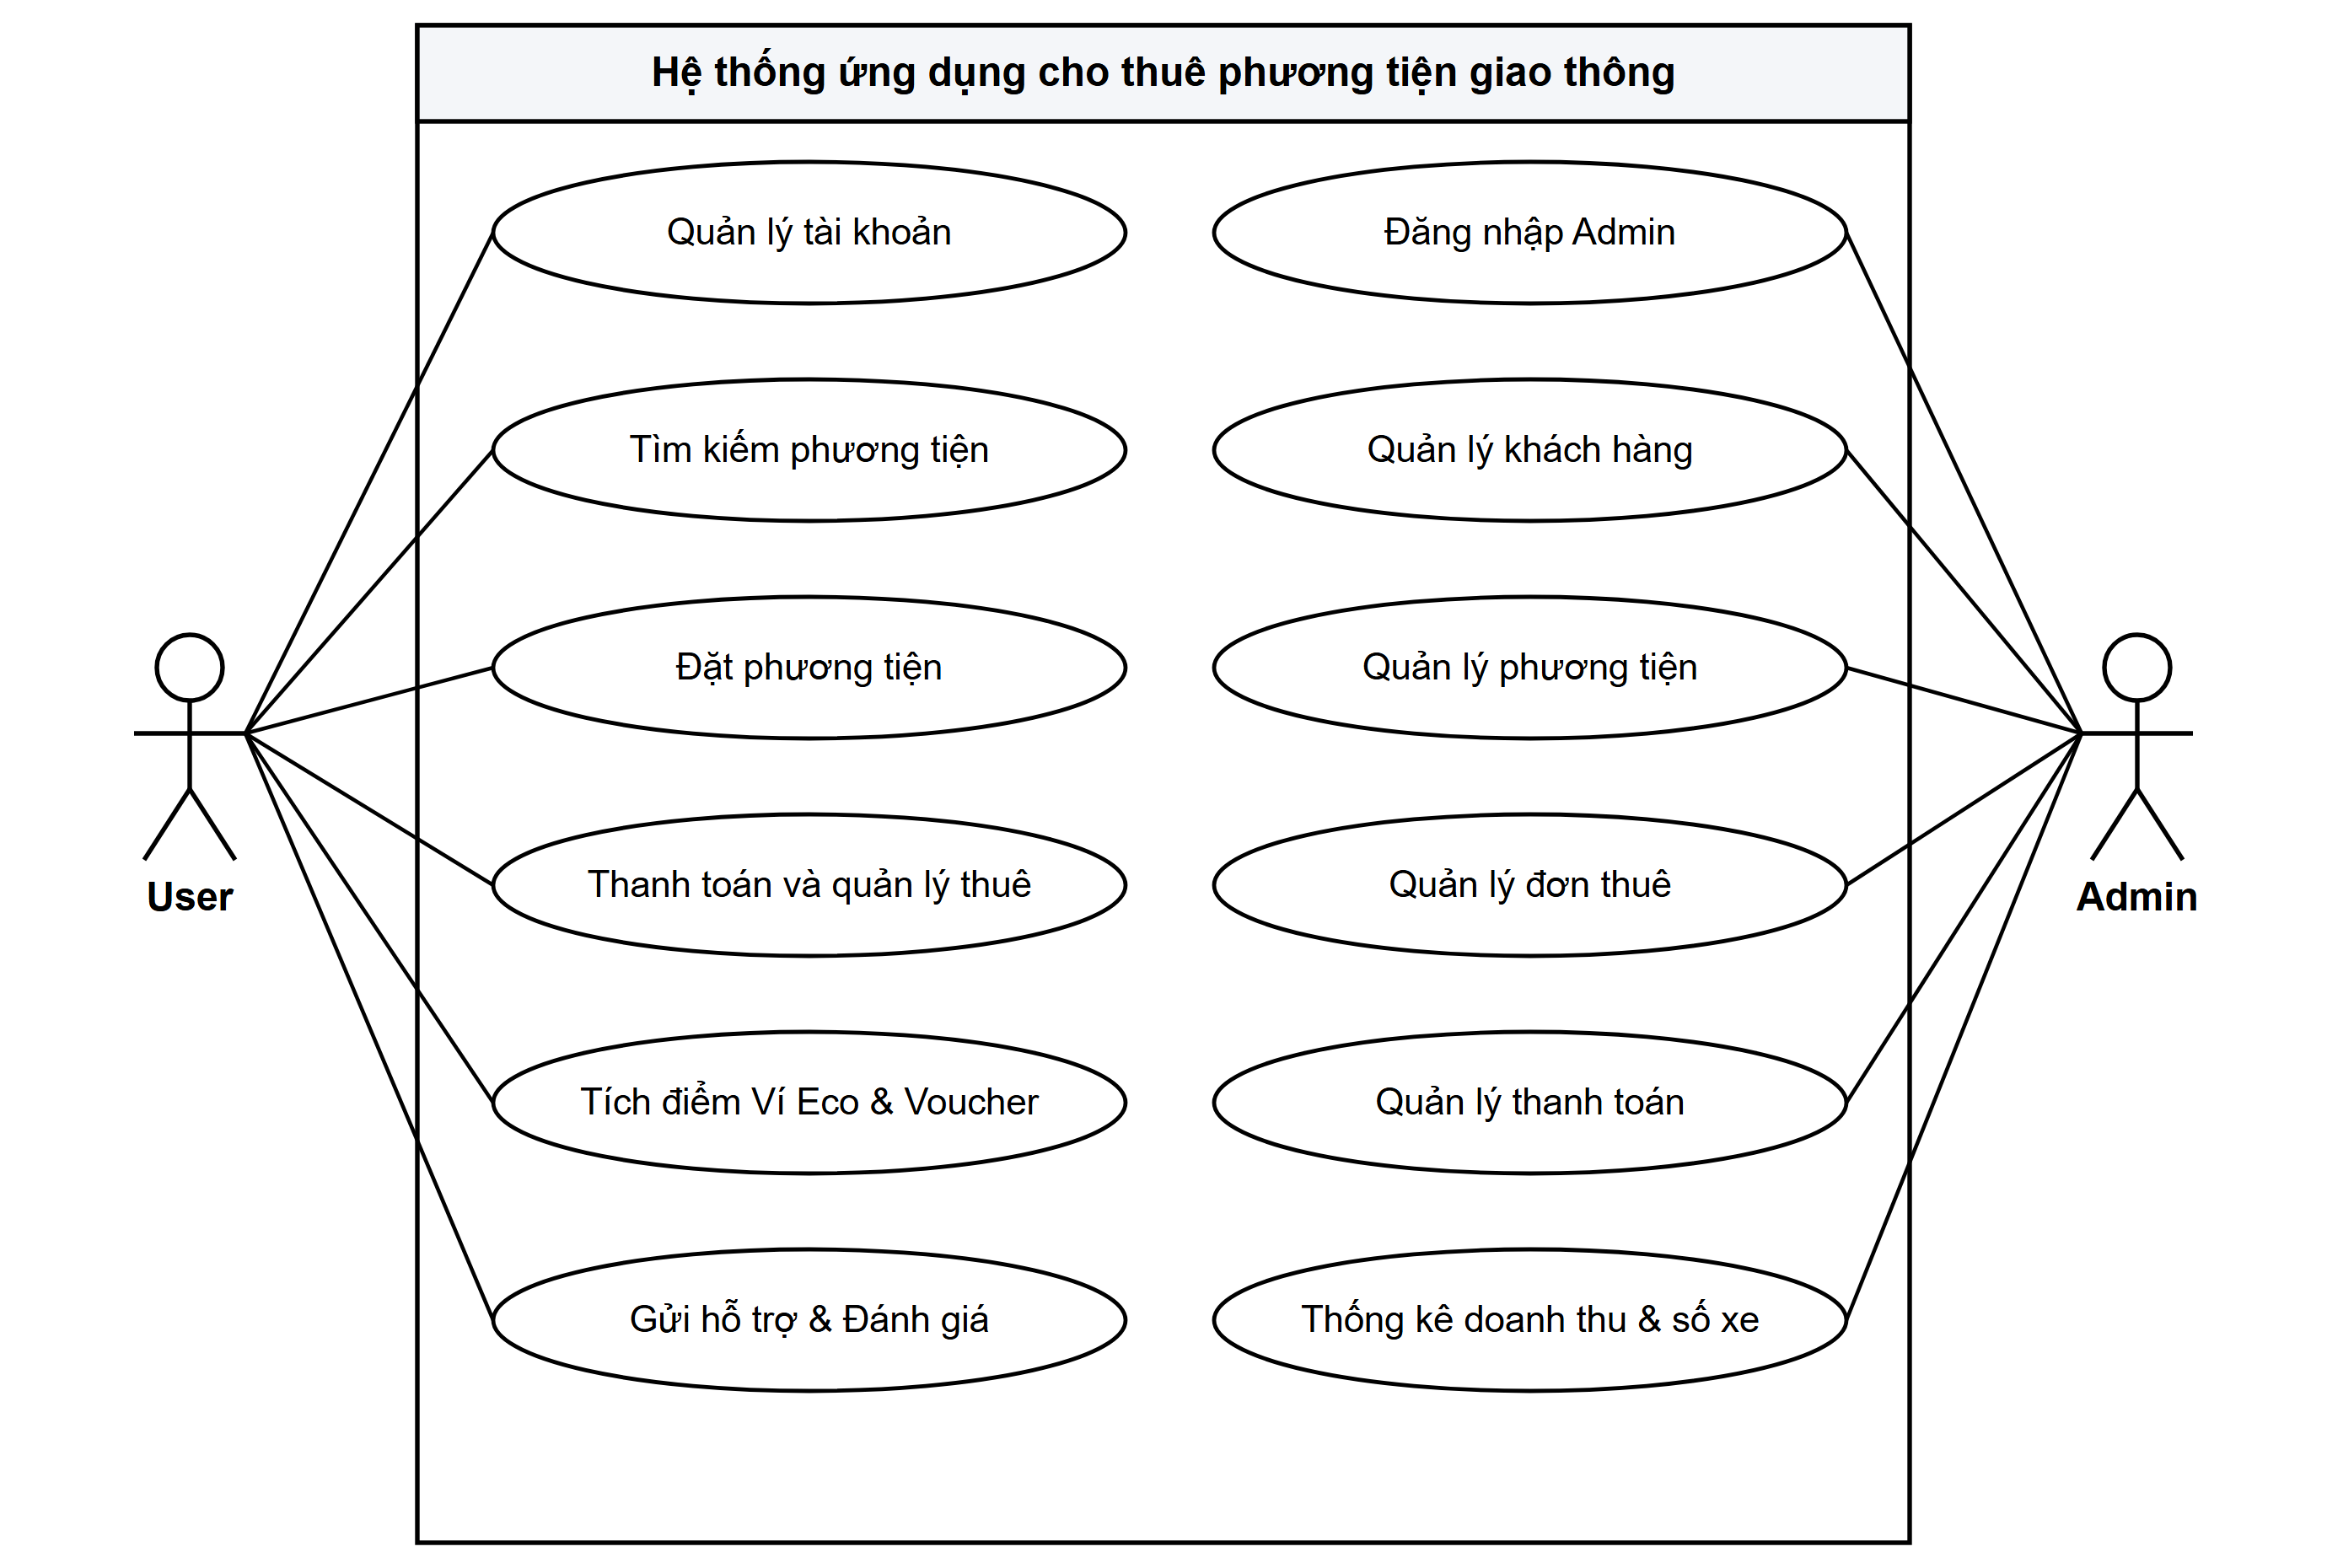 Hệ thống ứng dụng cho thuê phương tiện giao thông
Quản lý tài khoản
Đăng nhập Admin
Tìm kiếm phương tiện
Quản lý khách hàng
Đặt phương tiện
Quản lý phương tiện
Thanh toán và quản lý thuê
Quản lý đơn thuê
User
Admin
Tích điểm Ví Eco & Voucher
Quản lý thanh toán
Gửi hỗ trợ & Đánh giá
Thống kê doanh thu & số xe